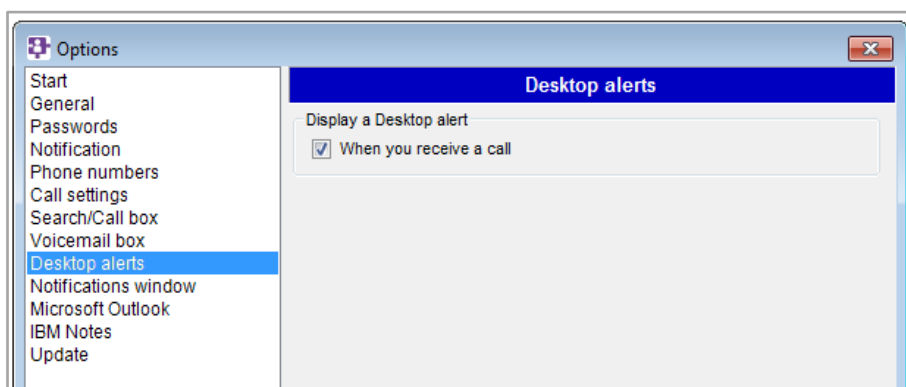 Options
Start
General
Passwords
Notification
Phone numbers
Call settings
Search/Call box
Voicemail box
Desktop alerts
Notifications window
Microsoft Outlook
IBM Notes
Update
Desktop alerts
Display a Desktop alert
When you receive a call